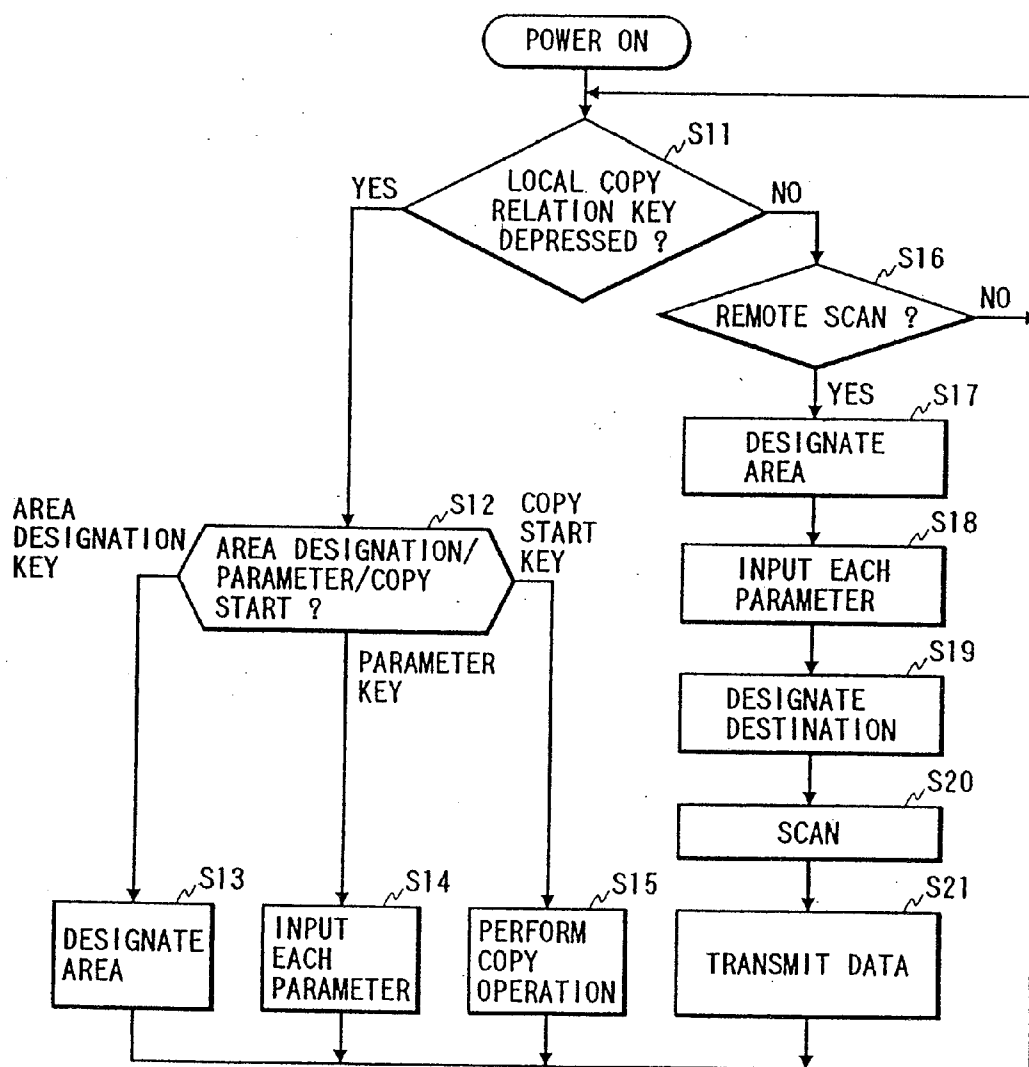 POWER ON
S11
LOCAL COPY
RELATION KEY
DEPRESSED ?
YES
NO
S16
REMOTE SCAN ?
NO
YES
S17
DESIGNATE
AREA
S18
INPUT EACH
PARAMETER
S19
DESIGNATE
DESTINATION
S20
SCAN
S21
TRANSMIT DATA
S12
AREA DESIGNATION/
PARAMETER/COPY
START ?
AREA
DESIGNATION
KEY
COPY
START
KEY
PARAMETER
KEY
S13
DESIGNATE
AREA
S14
INPUT
EACH
PARAMETER
S15
PERFORM
COPY
OPERATION